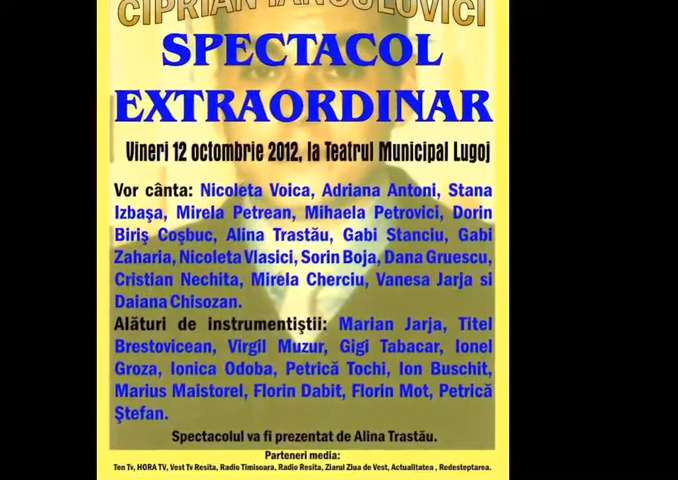 CIPRIAN IANCULOVICI
SPECTACOL
EXTRAORDINAR
Vineri 12 octombrie 2012, la Teatrul Municipal Lugoj
Vor cânta: Nicoleta Voica, Adriana Antoni, Stana
Izbaşa, Mirela Petrean, Mihaela Petrovici, Dorin
Biriş Coşbuc, Alina Trastău, Gabi Stanciu, Gabi
Zaharia, Nicoleta Vlasici, Sorin Boja, Dana Gruescu,
Cristian Nechita, Mirela Cherciu, Vanesa Jarja si
Daiana Chisozan.
Alături de instrumentiştii: Marian Jarja, Titel
Brestovicean, Virgil Muzur, Gigi Tabacar, Ionel
Groza, Ionica Odoba, Petrică Tochi, Ion Buschit,
Marius Maistorel, Florin Dabit, Florin Mot, Petrică
Ştefan.
Spectacolul va fi prezentat de Alina Trastău.
Parteneri media:
Ten Tv, HORA TV, Vest Tv Resita, Radio Timisoara, Radio Resita, Ziarul Ziua de Vest, Actualitatea , Redesteptarea.